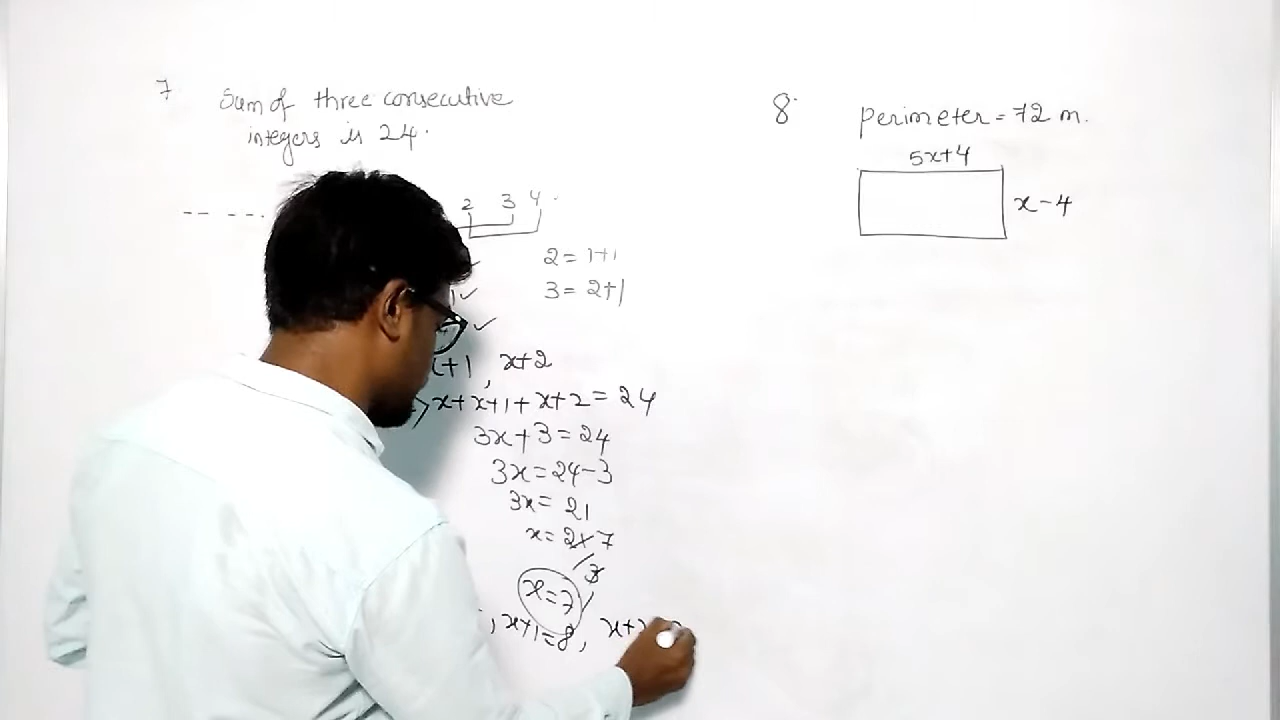 7
Sum of three consecutive
integers is 24.
-- --.
2 3 4 .
2 = 1+1
3 = 2+1
x+1, x+2
x+x+1+x+2 = 24
3x+3 = 24
3x = 24-3
3x = 21
x = 21 7
/3
x=7
, x+1=8,
8
Perimeter = 72 m.
5x+4
x-4